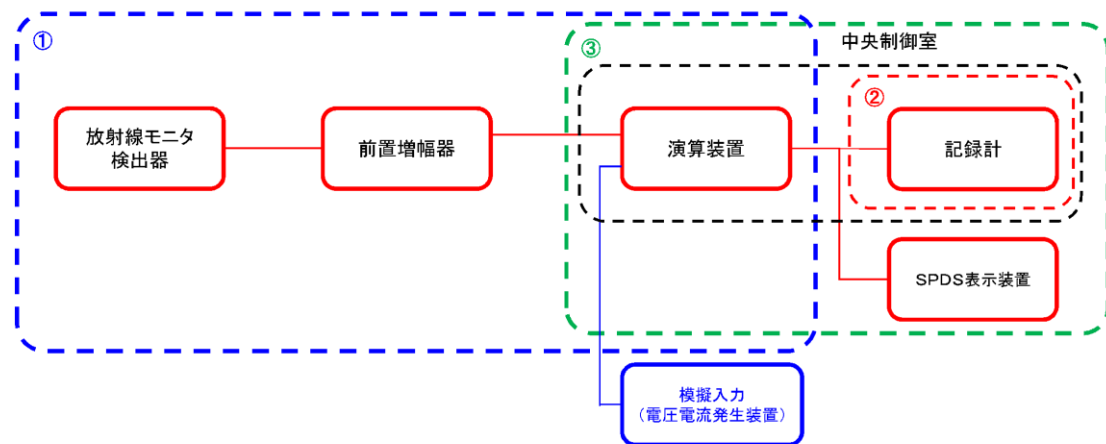 ①
③
中央制御室
②
放射線モニタ
検出器
前置増幅器
演算装置
記録計
SPDS表示装置
模擬入力
（電圧電流発生装置）